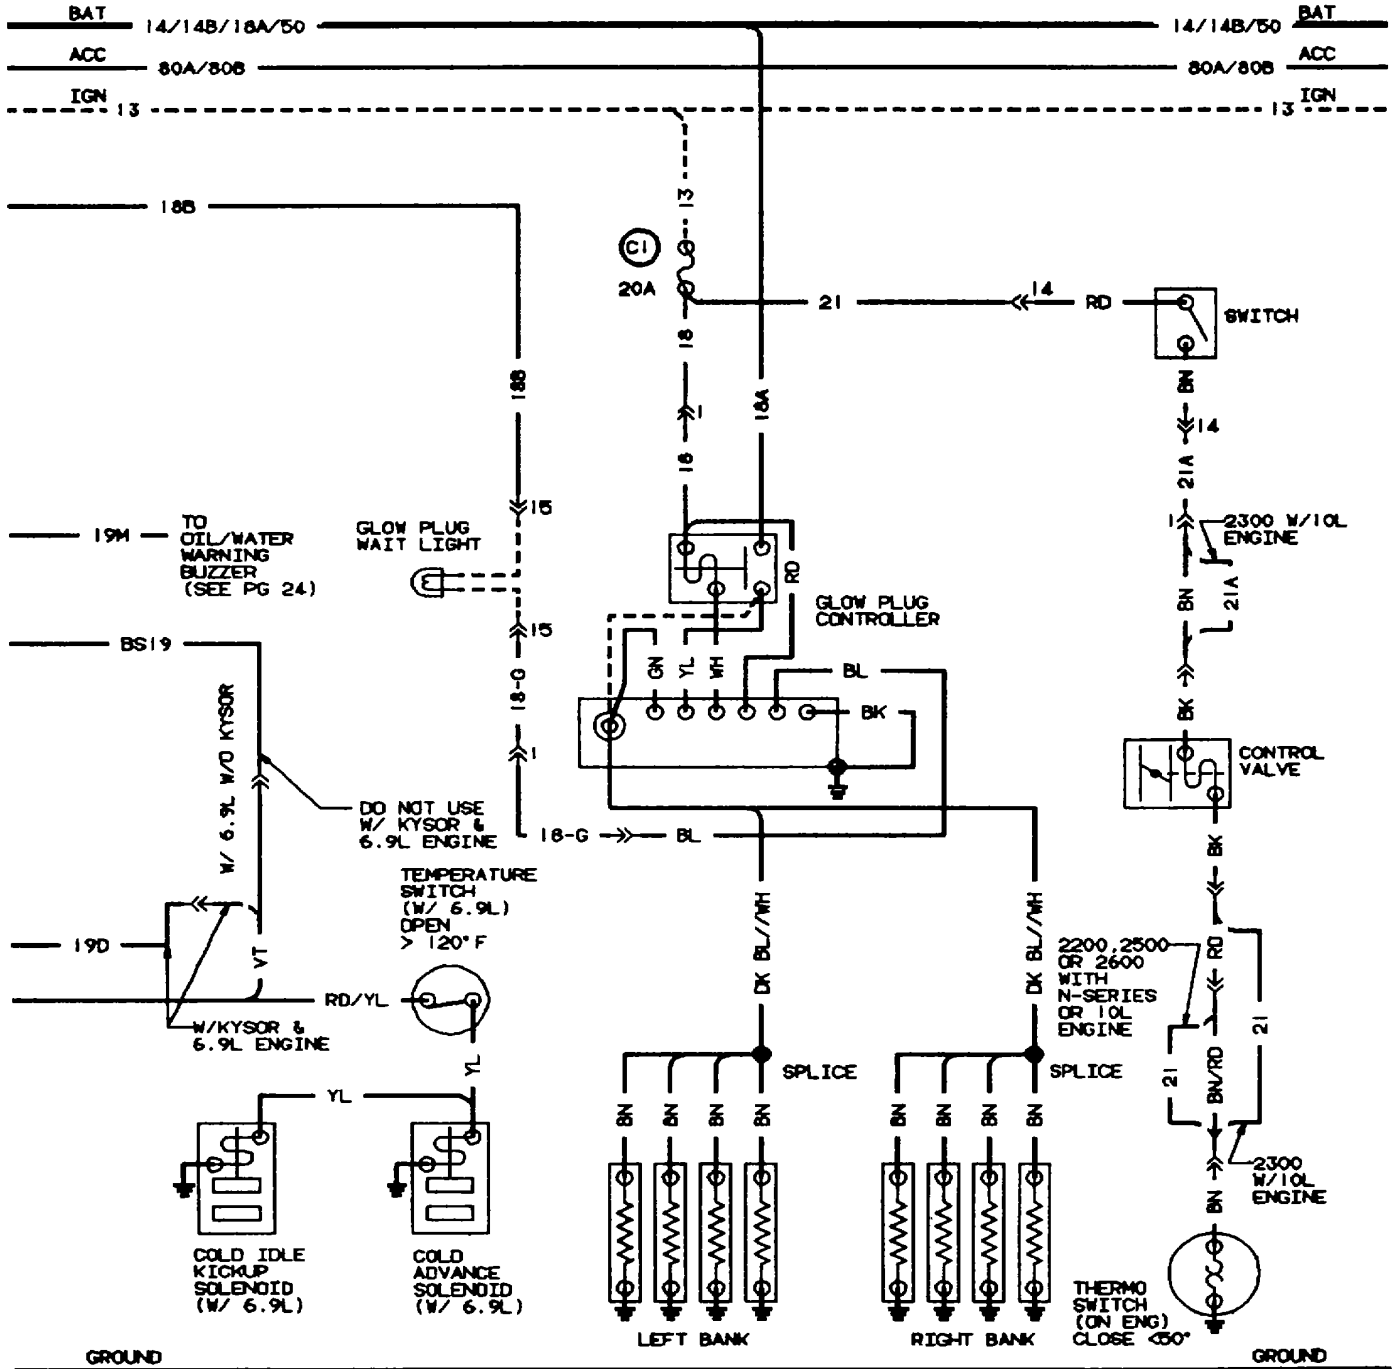 BAT 14/14B/18A/50 14/14B/50 BAT
ACC 80A/80B 80A/80B ACC
IGN 13 13 IGN
18B
13
C1
20A
21
14
RD
SWITCH
18
18B
1
18A
BN
14
18
21A
15
19M
TO
OIL/WATER
WARNING
BUZZER
(SEE PG 24)
GLOW PLUG
WAIT LIGHT
1
2300 W/10L
ENGINE
RD
BN
21A
GLOW PLUG
CONTROLLER
15
BS19
GN
YL
WH
BL
18-G
BK
BK
W/ 6.9L W/O KYSOR
1
CONTROL
VALVE
DO NOT USE
W/ KYSOR &
6.9L ENGINE
18-G
BL
BK
TEMPERATURE
SWITCH
(W/ 6.9L)
OPEN
> 120°F
19D
VT
DK BL//WH
DK BL//WH
2200,2500
OR 2600
WITH
N-SERIES
OR 10L
ENGINE
RD
21
RD/YL
W/KYSOR &
6.9L ENGINE
YL
SPLICE
SPLICE
21
BN/RD
YL
BN
BN
BN
BN
BN
BN
BN
BN
2300
W/10L
ENGINE
BN
COLD IDLE
KICKUP
SOLENOID
(W/ 6.9L)
COLD
ADVANCE
SOLENOID
(W/ 6.9L)
THERMO
SWITCH
(ON ENG)
CLOSE <50°
LEFT BANK
RIGHT BANK
GROUND
GROUND